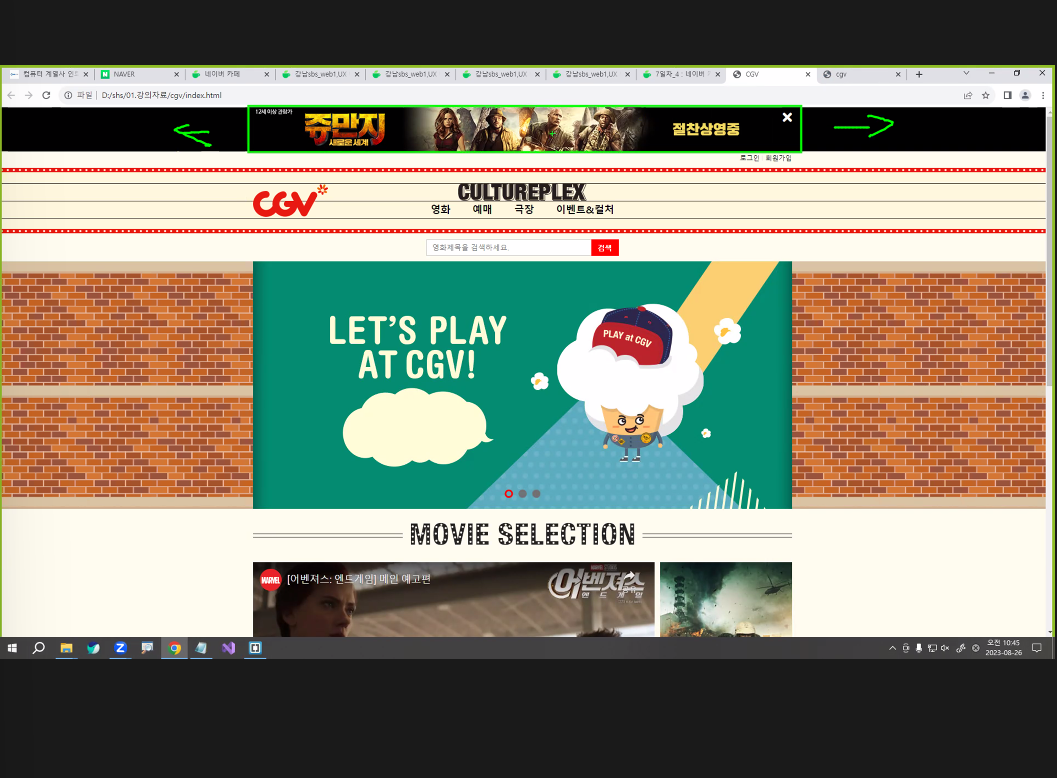 컴퓨터 계열사 인
NAVER
네이버 카페
강남sbs_web1,UX
강남sbs_web1,UX
강남sbs_web1,UX
강남sbs_web1,UX
7일차_4 : 네이버
CGV
cgv
파일 | D:/shs/01.강의자료/cgv/index.html
12세 이상 관람가
쥬만지
새로운 세계
절찬상영중
로그인 회원가입
CGV
CULTUREPLEX
영화 예매 극장 이벤트&컬처
영화제목을 검색하세요
검색
LET'S PLAY
AT CGV!
PLAY at CGV
MOVIE SELECTION
MARVEL
[어벤져스: 엔드게임] 메인 예고편
어벤져스
엔드게임
오전 10:45
2023-08-26